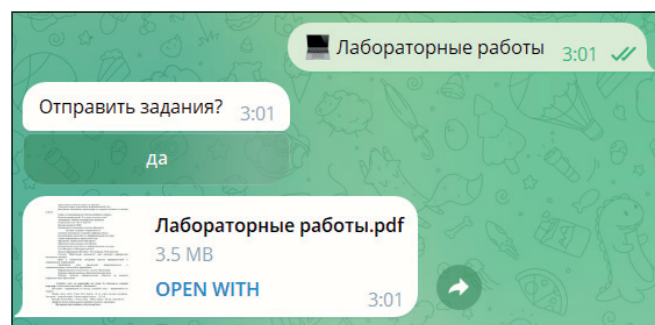 💻 Лабораторные работы 3:01
Отправить задания? 3:01
да
Лабораторные работы.pdf
3.5 MB
OPEN WITH 3:01